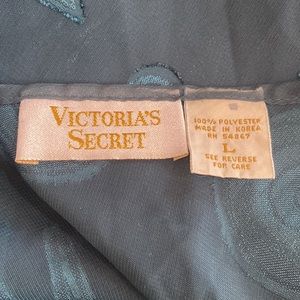 VICTORIA'S
SECRET
100% POLYESTER
MADE IN KOREA
RN 54867
L
SEE REVERSE
FOR CARE